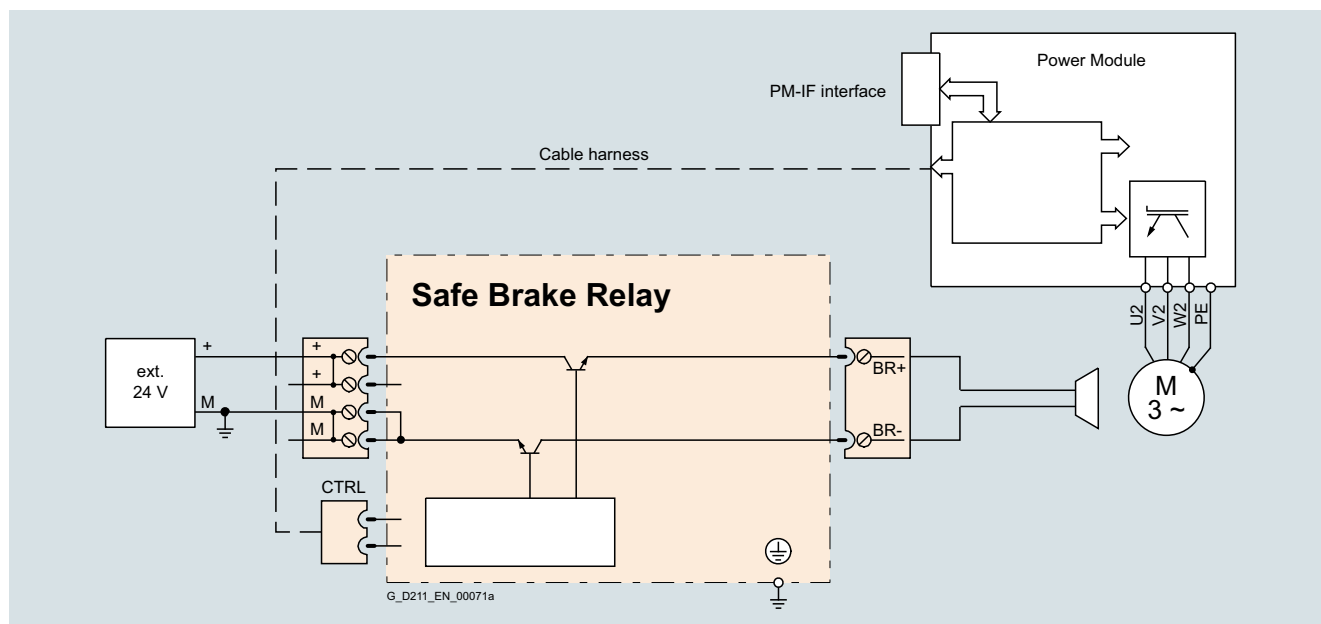 Power Module
PM-IF interface
Cable harness
Safe Brake Relay
U2
V2
W2
PE
ext.
24 V
+
M
+
+
M
M
BR+
BR-
M
3 ~
CTRL
G_D211_EN_00071a